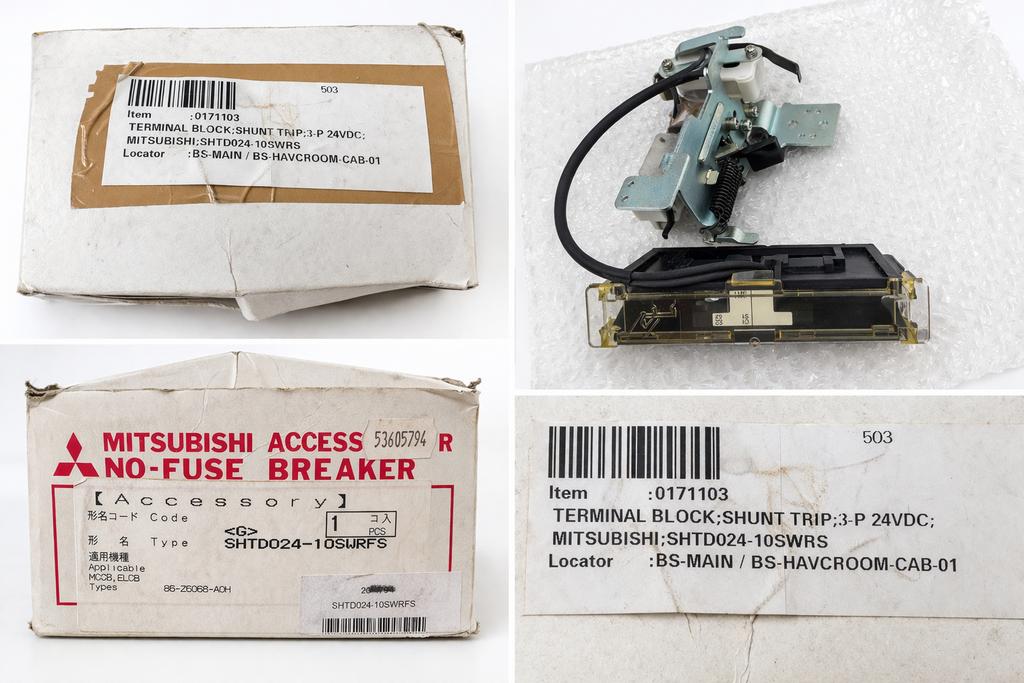 503
Item :0171103
TERMINAL BLOCK;SHUNT TRIP;3-P 24VDC;
MITSUBISHI;SHTD024-10SWRS
Locator :BS-MAIN / BS-HAVCROOM-CAB-01
MITSUBISHI ACCESS 53605794 R
NO-FUSE BREAKER
【Accessory】
形名コード Code
1 コ入
PCS
<G>
形 名 Type SHTD024-10SWRFS
適用機種
Applicable
MCCB,ELCB
Types 86-Z6068-A0H
SHTD024-10SWRFS
503
Item :0171103
TERMINAL BLOCK;SHUNT TRIP;3-P 24VDC;
MITSUBISHI;SHTD024-10SWRS
Locator :BS-MAIN / BS-HAVCROOM-CAB-01